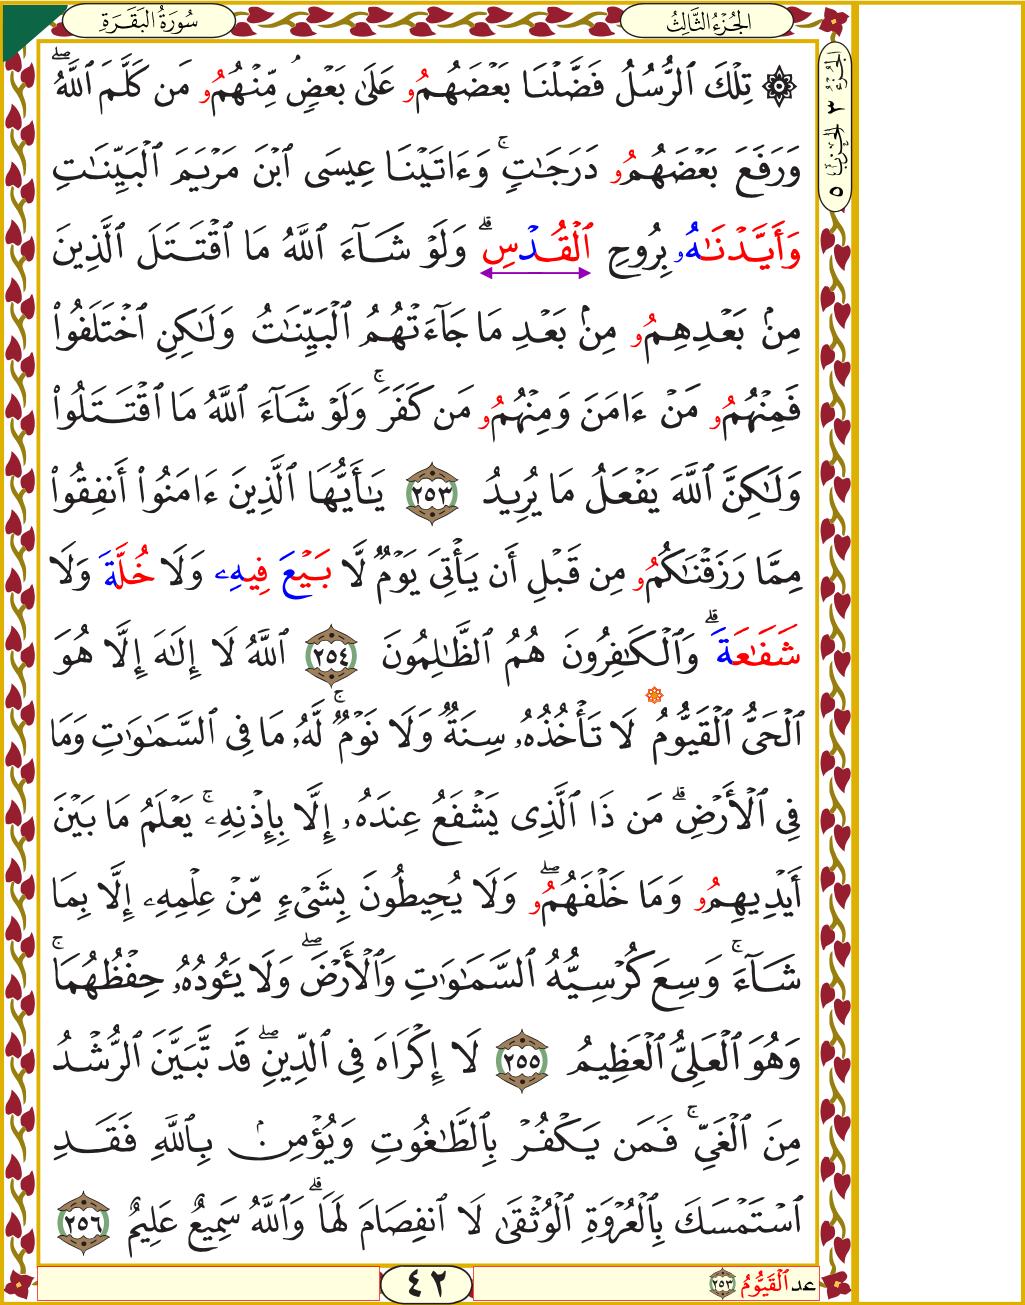 سُورَةُ البَقَرَةِ
الجُزْءُ الثَّالِثُ
الجُزْءُ ٣ الحِزْبُ ٥
۞ تِلْكَ ٱلرُّسُلُ فَضَّلْنَا بَعْضَهُمُۥ عَلَىٰ بَعْضٍۘ مِّنْهُمُۥ مَن كَلَّمَ ٱللَّهُۖ
وَرَفَعَ بَعْضَهُمُۥ دَرَجَٰتٍۚ وَءَاتَيْنَا عِيسَى ٱبْنَ مَرْيَمَ ٱلْبَيِّنَٰتِ
وَأَيَّدْنَٰهُۥ بِرُوحِ ٱلْقُدْسِۗ وَلَوْ شَآءَ ٱللَّهُ مَا ٱقْتَتَلَ ٱلَّذِينَ
مِنۢ بَعْدِهِمُۥ مِنۢ بَعْدِ مَا جَآءَتْهُمُ ٱلْبَيِّنَٰتُ وَلَٰكِنِ ٱخْتَلَفُوا۟
فَمِنْهُمُۥ مَنْ ءَامَنَ وَمِنْهُمُۥ مَن كَفَرَۚ وَلَوْ شَآءَ ٱللَّهُ مَا ٱقْتَتَلُوا۟
وَلَٰكِنَّ ٱللَّهَ يَفْعَلُ مَا يُرِيدُ ٢٥٣ يَٰٓأَيُّهَا ٱلَّذِينَ ءَامَنُوٓا۟ أَنفِقُوا۟
مِمَّا رَزَقْنَٰكُمُۥ مِن قَبْلِ أَن يَأْتِىَ يَوْمٌ لَّا بَيْعَ فِيهِۦ وَلَا خُلَّةَ وَلَا
شَفَٰعَةَۗ وَٱلْكَٰفِرُونَ هُمُ ٱلظَّٰلِمُونَ ٢٥٤ ٱللَّهُ لَآ إِلَٰهَ إِلَّا هُوَ
ٱلْحَىُّ ٱلْقَيُّومُ لَا تَأْخُذُهُۥ سِنَةٌ وَلَا نَوْمٌۚ لَّهُۥ مَا فِى ٱلسَّمَٰوَٰتِ وَمَا
فِى ٱلْأَرْضِۗ مَن ذَا ٱلَّذِى يَشْفَعُ عِندَهُۥٓ إِلَّا بِإِذْنِهِۦۚ يَعْلَمُ مَا بَيْنَ
أَيْدِيهِمُۥ وَمَا خَلْفَهُمُۥۖ وَلَا يُحِيطُونَ بِشَىْءٍ مِّنْ عِلْمِهِۦٓ إِلَّا بِمَا
شَآءَۚ وَسِعَ كُرْسِيُّهُ ٱلسَّمَٰوَٰتِ وَٱلْأَرْضَۖ وَلَا يَـُٔودُهُۥ حِفْظُهُمَاۚ
وَهُوَ ٱلْعَلِىُّ ٱلْعَظِيمُ ٢٥٥ لَآ إِكْرَاهَ فِى ٱلدِّينِۖ قَد تَّبَيَّنَ ٱلرُّشْدُ
مِنَ ٱلْغَىِّۚ فَمَن يَكْفُرْ بِٱلطَّٰغُوتِ وَيُؤْمِنۢ بِٱللَّهِ فَقَدِ
ٱسْتَمْسَكَ بِٱلْعُرْوَةِ ٱلْوُثْقَىٰ لَا ٱنفِصَامَ لَهَاۗ وَٱللَّهُ سَمِيعٌ عَلِيمٌ ٢٥٦
عد ٱلْقَيُّومُ ٢٥٣
٤٢